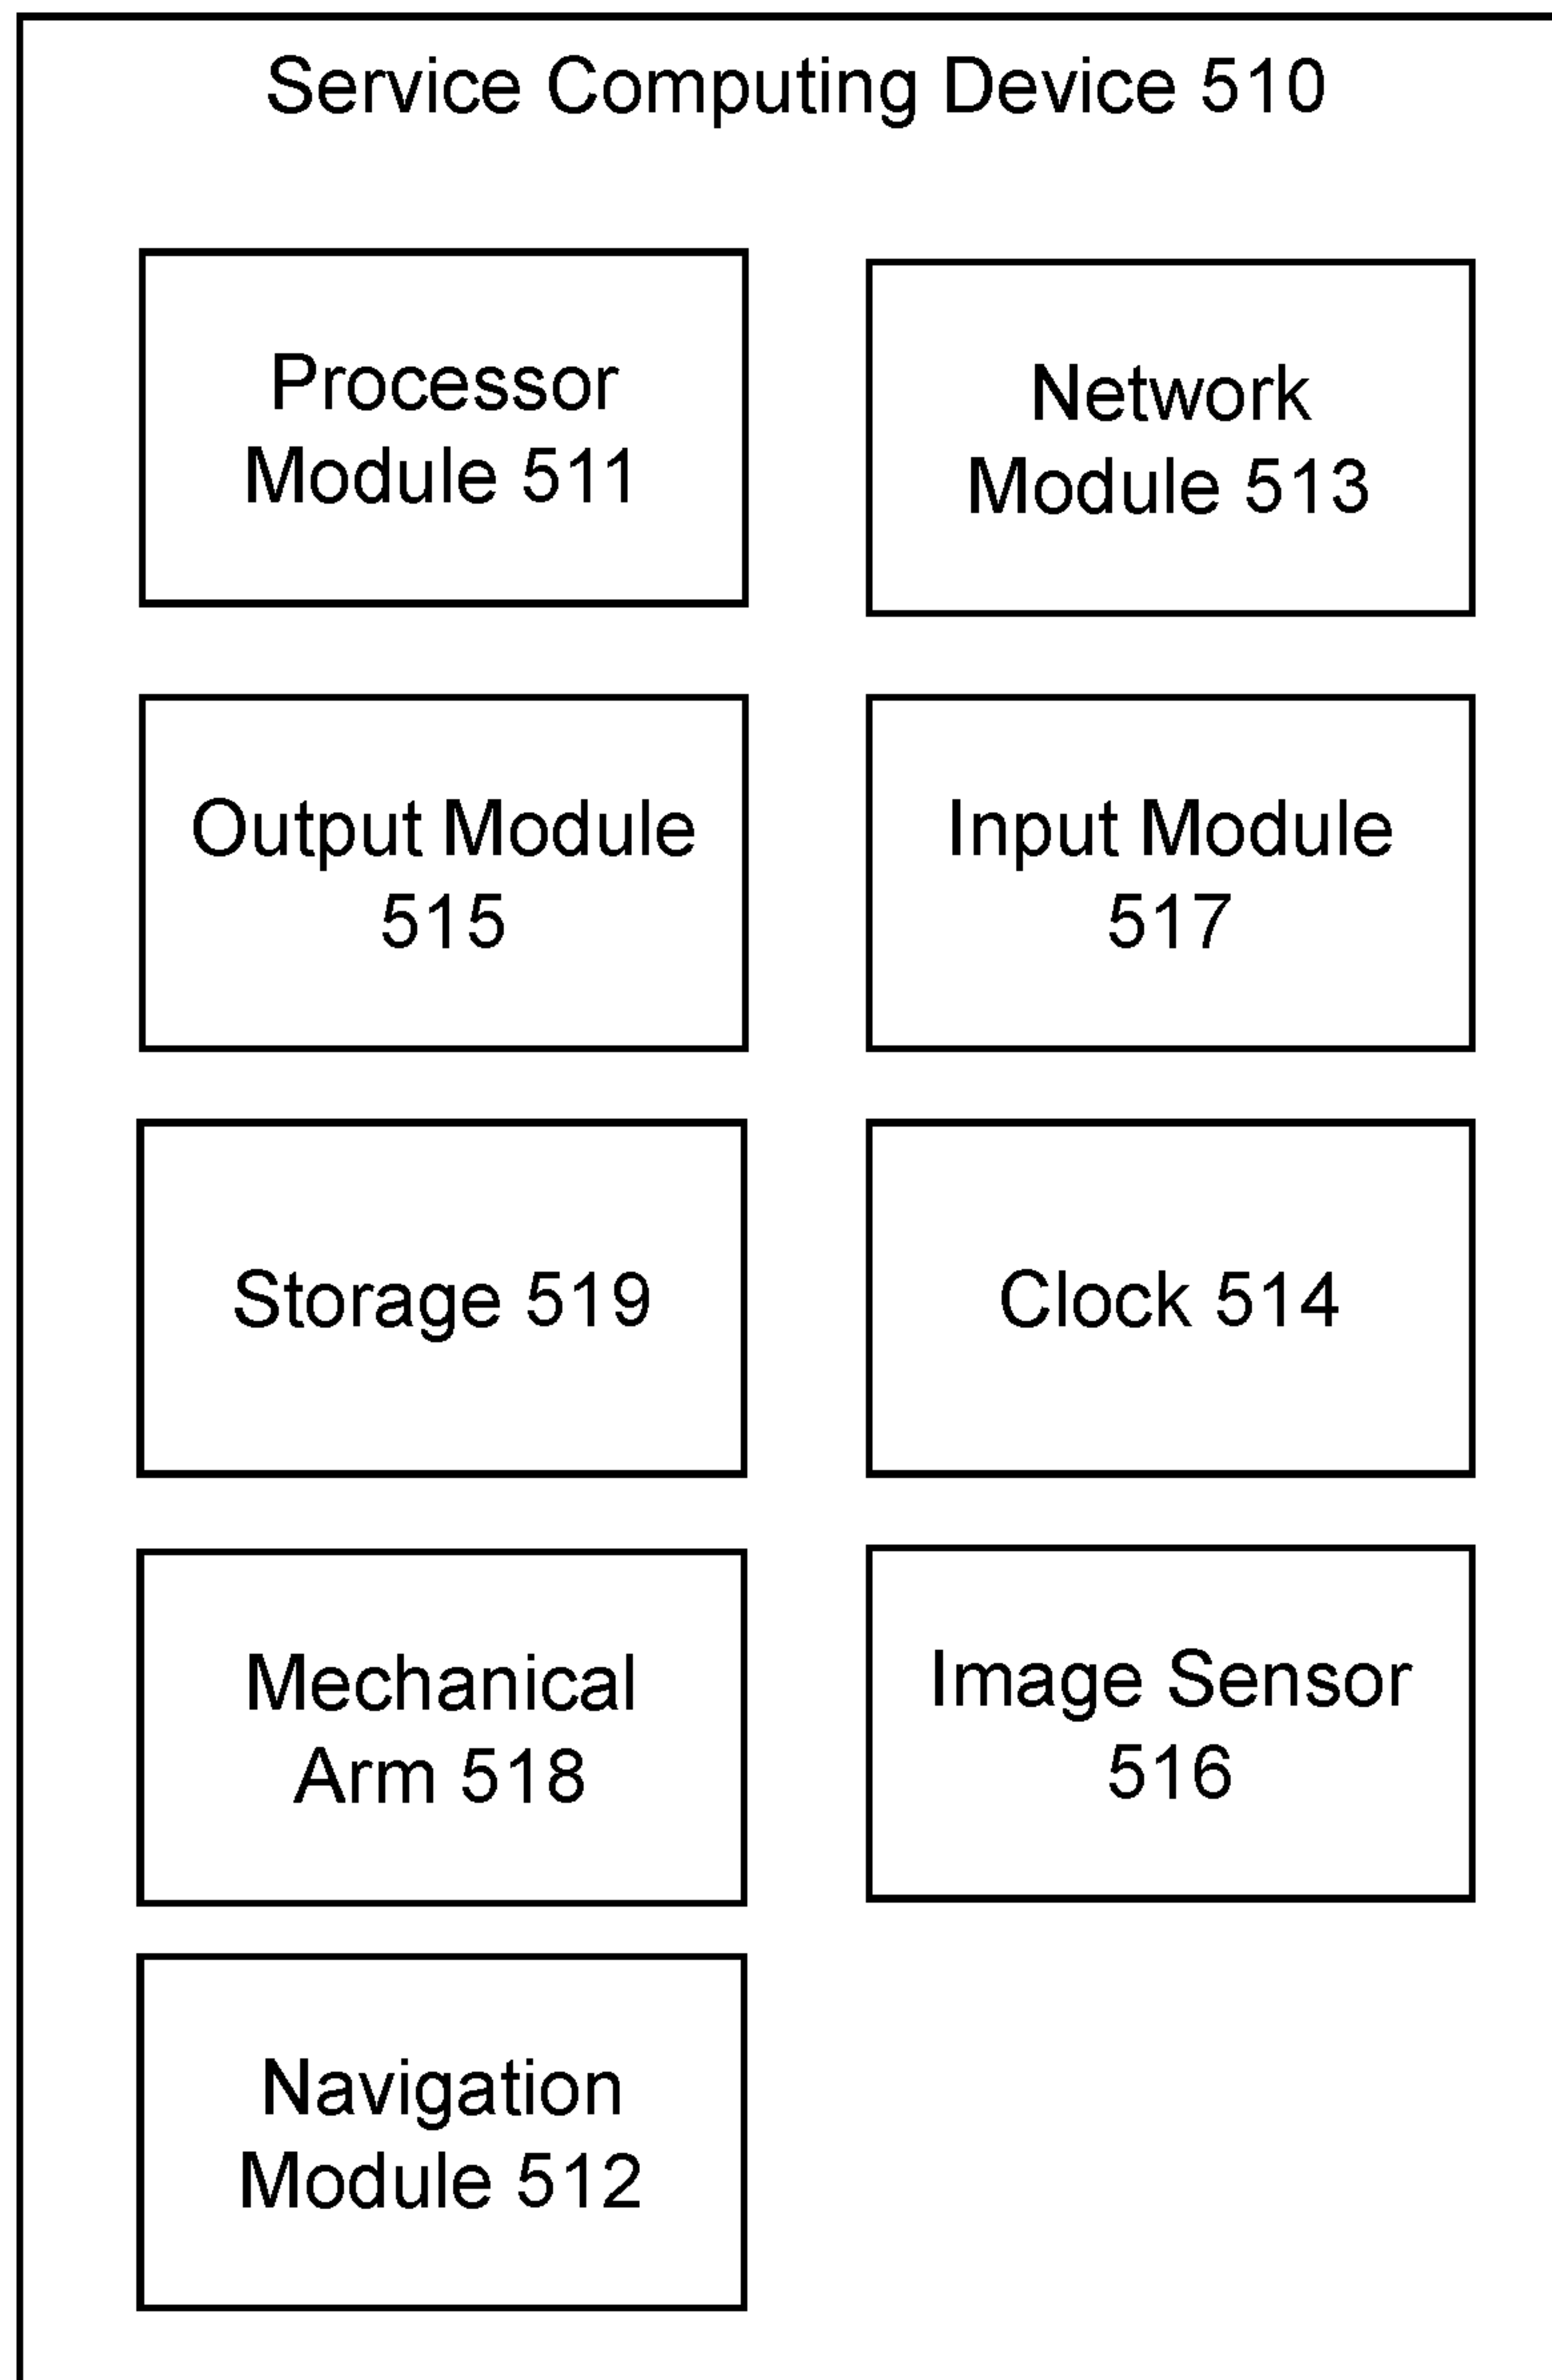 Service Computing Device 510
Processor
Module 511
Network
Module 513
Output Module
515
Input Module
517
Storage 519
Clock 514
Mechanical
Arm 518
Image Sensor
516
Navigation
Module 512